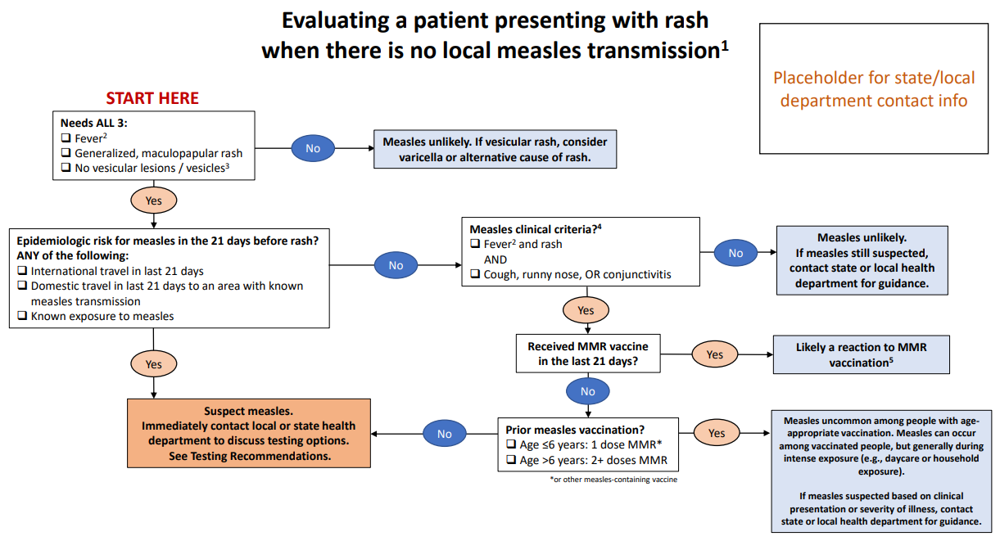 Evaluating a patient presenting with rash
when there is no local measles transmission¹
Placeholder for state/local
department contact info
START HERE
Needs ALL 3:
❑ Fever²
❑ Generalized, maculopapular rash
❑ No vesicular lesions / vesicles³
No
Measles unlikely. If vesicular rash, consider
varicella or alternative cause of rash.
Yes
Epidemiologic risk for measles in the 21 days before rash?
ANY of the following:
❑ International travel in last 21 days
❑ Domestic travel in last 21 days to an area with known
measles transmission
❑ Known exposure to measles
No
Measles clinical criteria?⁴
❑ Fever² and rash
AND
❑ Cough, runny nose, OR conjunctivitis
No
Measles unlikely.
If measles still suspected,
contact state or local health
department for guidance.
Yes
Received MMR vaccine
in the last 21 days?
Yes
Likely a reaction to MMR
vaccination⁵
Yes
No
Suspect measles.
Immediately contact local or state health
department to discuss testing options.
See Testing Recommendations.
No
Prior measles vaccination?
❑ Age ≤6 years: 1 dose MMR*
❑ Age >6 years: 2+ doses MMR
*or other measles-containing vaccine
Yes
Measles uncommon among people with age-
appropriate vaccination. Measles can occur
among vaccinated people, but generally during
intense exposure (e.g., daycare or household
exposure).
If measles suspected based on clinical
presentation or severity of illness, contact
state or local health department for guidance.